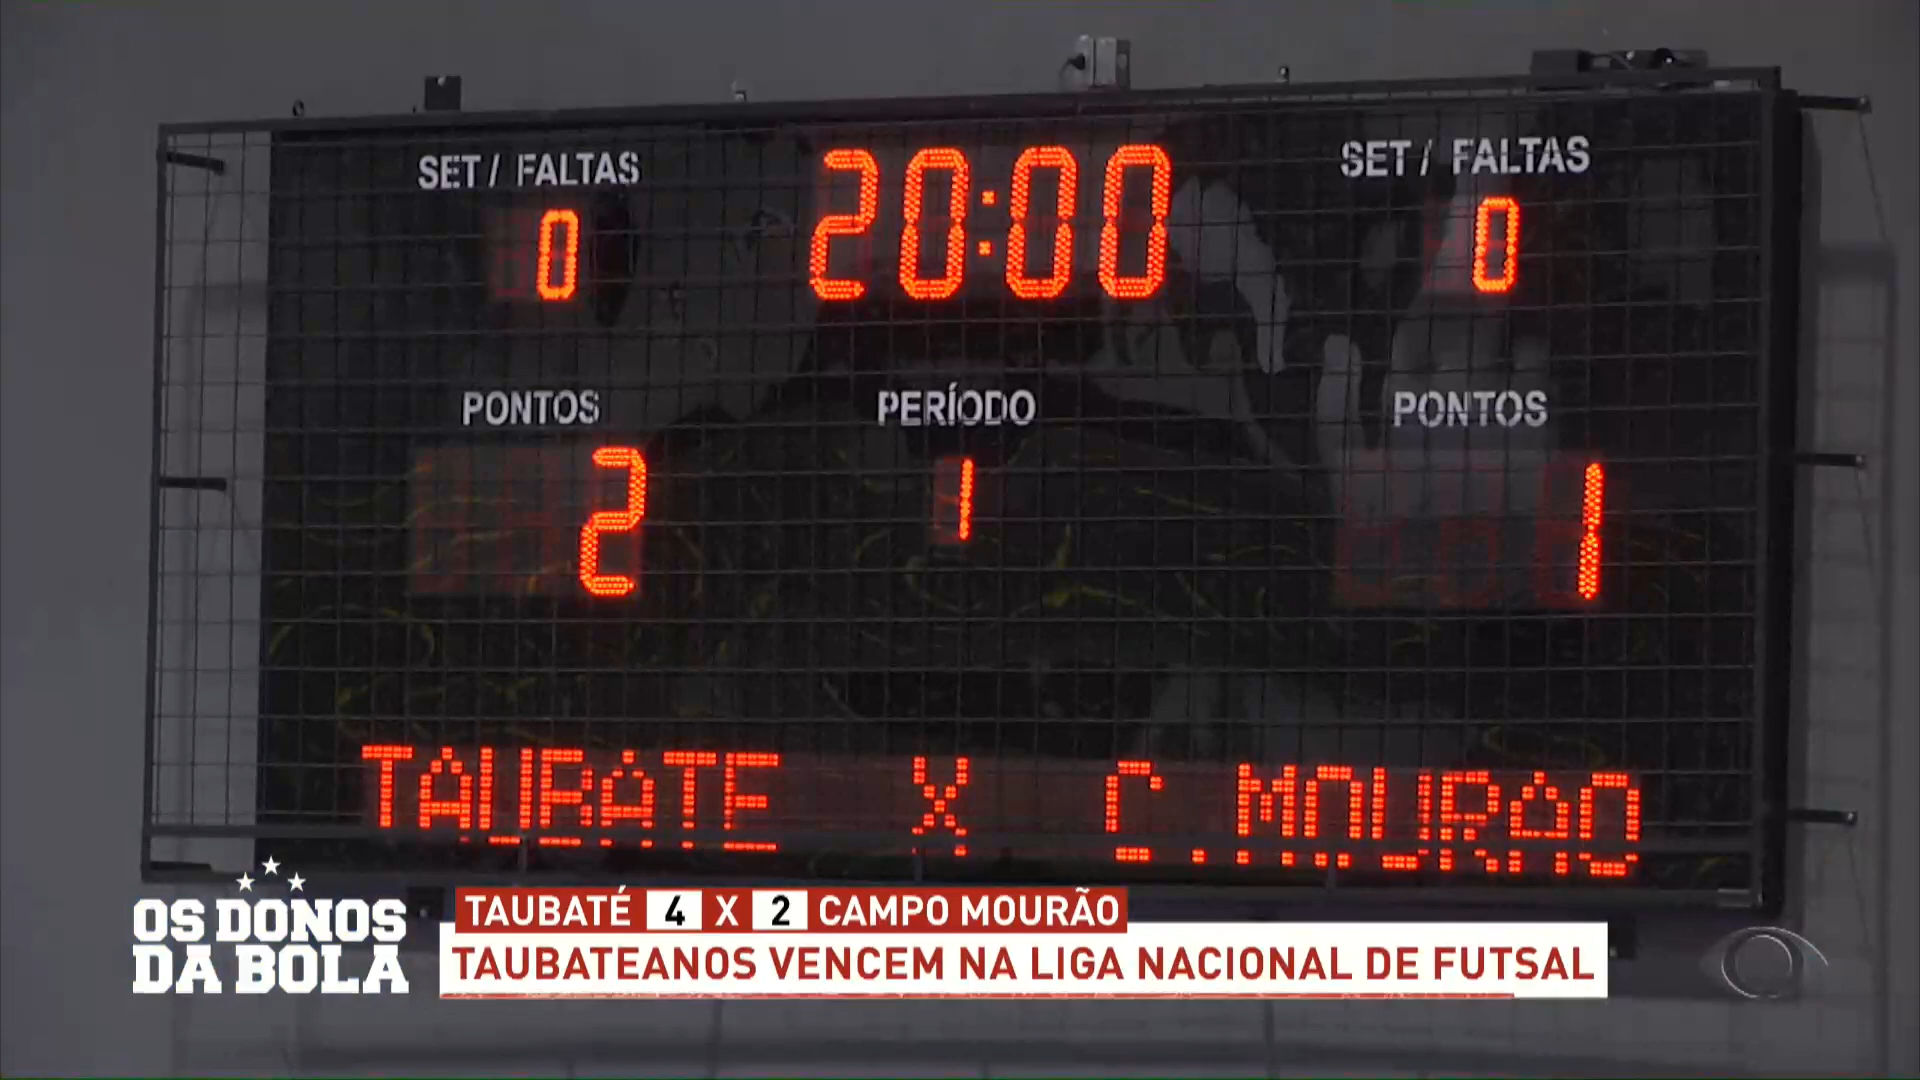 SET / FALTAS 20:00 SET / FALTAS
0 0
PONTOS PERÍODO PONTOS
2 1 1
TAUBATE X C.MOURAO
OS DONOS
DA BOLA
TAUBATÉ 4 X 2 CAMPO MOURÃO
TAUBATEANOS VENCEM NA LIGA NACIONAL DE FUTSAL